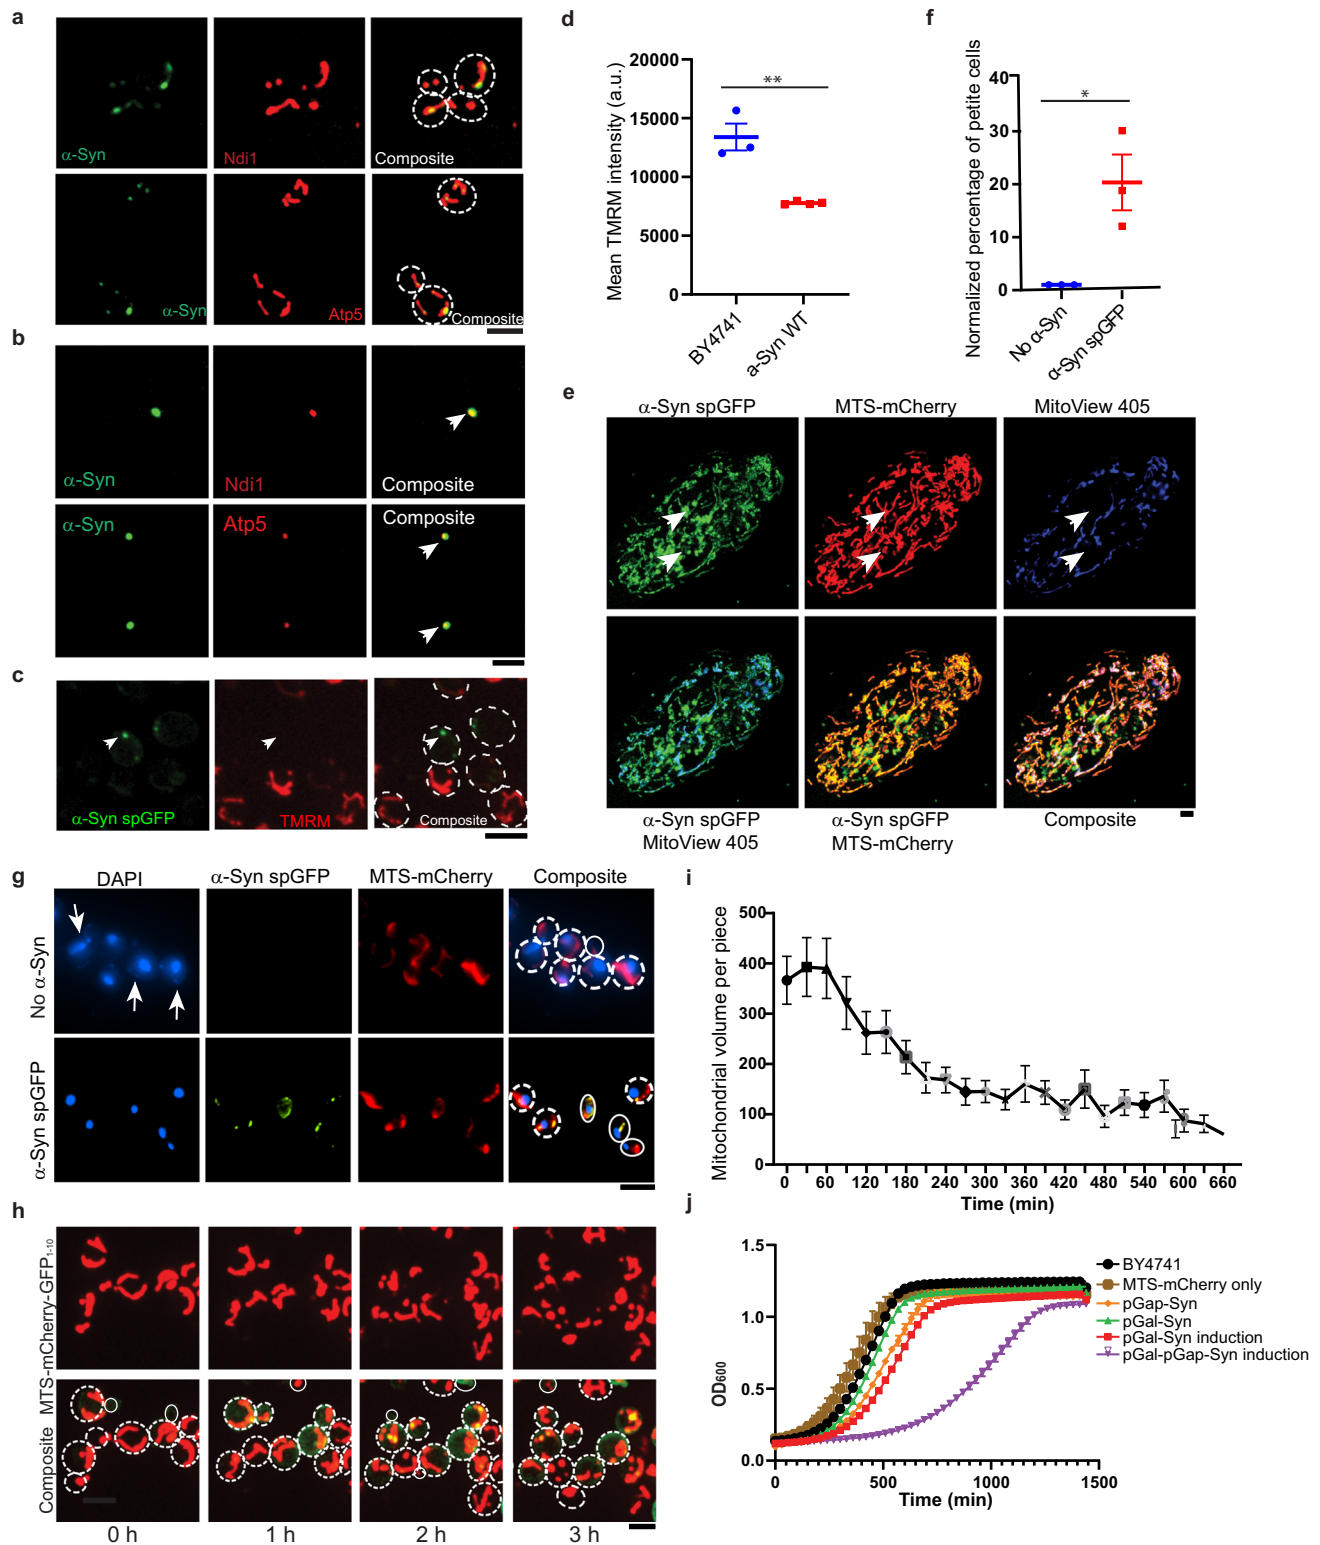 a
α-Syn
Ndi1
Composite
α-Syn
Atp5
Composite
b
α-Syn
Ndi1
Composite
α-Syn
Atp5
Composite
c
α-Syn spGFP
TMRM
Composite
d
Mean TMRM intensity (a.u.)
20000
15000
10000
5000
0
**
BY4741
a-Syn WT
f
Normalized percentage of petite cells
40
30
20
10
0
*
No α-Syn
α-Syn spGFP
e
α-Syn spGFP
MTS-mCherry
MitoView 405
α-Syn spGFP
MitoView 405
α-Syn spGFP
MTS-mCherry
Composite
g
DAPI
α-Syn spGFP
MTS-mCherry
Composite
No α-Syn
α-Syn spGFP
h
MTS-mCherry-GFP1-10
Composite
0 h
1 h
2 h
3 h
i
Mitochondrial volume per piece
500
400
300
200
100
0
0 60 120 180 240 300 360 420 480 540 600 660
Time (min)
j
OD600
1.5
1.0
0.5
0.0
0 500 1000 1500
Time (min)
BY4741
MTS-mCherry only
pGap-Syn
pGal-Syn
pGal-Syn induction
pGal-pGap-Syn induction